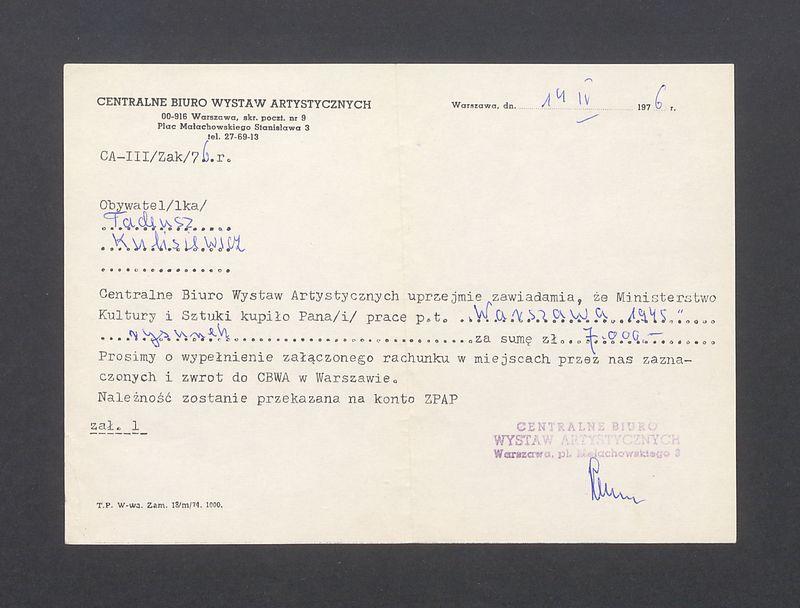 CENTRALNE BIURO WYSTAW ARTYSTYCZNYCH
00-916 Warszawa, skr. poczt. nr 9
Plac Małachowskiego Stanisława 3
tel. 27-69-13
Warszawa, dn. 14 IV 1976 r.
CA-III/Zak/76.r.
Obywatel/lka/
Tadeusz
Kulisiewicz
Centralne Biuro Wystaw Artystycznych uprzejmie zawiadamia, że Ministerstwo
Kultury i Sztuki kupiło Pana/i/ prace p.t. "Warszawa 1945"
rysunek za sumę zł. 7.000.-
Prosimy o wypełnienie załączonego rachunku w miejscach przez nas zazna-
czonych i zwrot do CBWA w Warszawie.
Należność zostanie przekazana na konto ZPAP
zał. 1
CENTRALNE BIURO
WYSTAW ARTYSTYCZNYCH
Warszawa, pl. Małachowskiego 3
T.P. W-wa. Zam. 18/m/74. 1000.